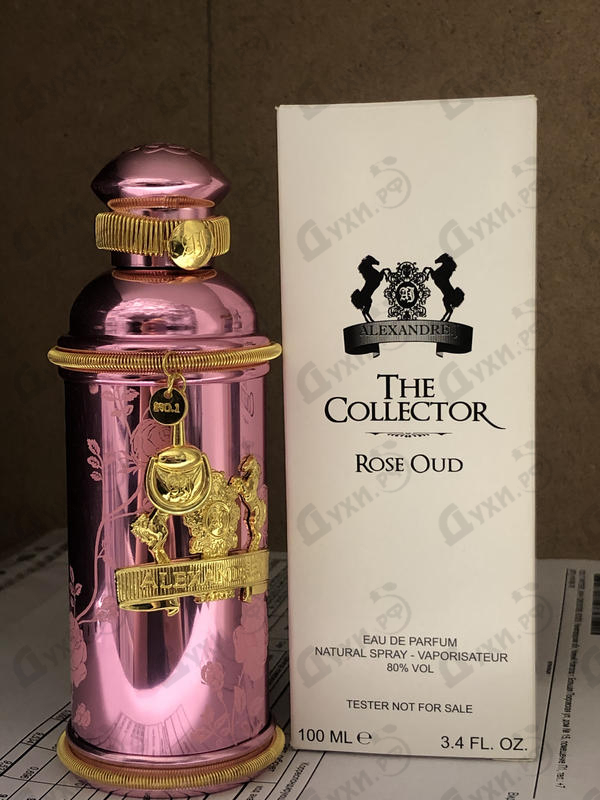 ALEXANDRE.J
THE
COLLECTOR
ROSE OUD
EAU DE PARFUM
NATURAL SPRAY - VAPORISATEUR
80% VOL
TESTER NOT FOR SALE
100 ML ℮
3.4 FL. OZ.
NO.1
ALEXANDRE
Духи.рф